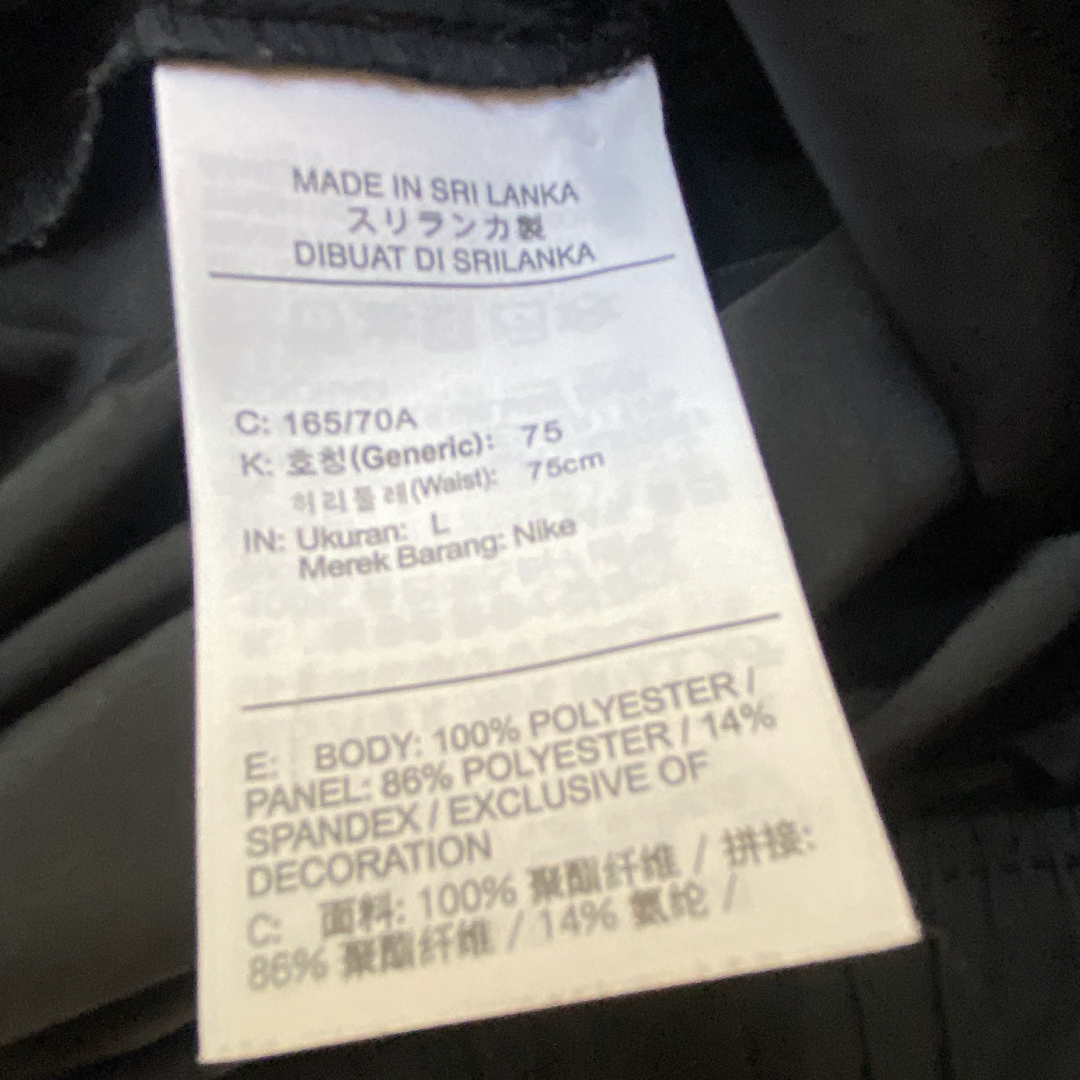 MADE IN SRI LANKA
スリランカ製
DIBUAT DI SRILANKA
C: 165/70A
K: 호칭(Generic): 75
허리둘레(Waist): 75cm
IN: Ukuran: L
Merek Barang: Nike
E: BODY: 100% POLYESTER /
PANEL: 86% POLYESTER / 14%
SPANDEX / EXCLUSIVE OF
DECORATION
C: 面料: 100% 聚酯纤维 / 拼接:
86% 聚酯纤维 / 14% 氨纶 /